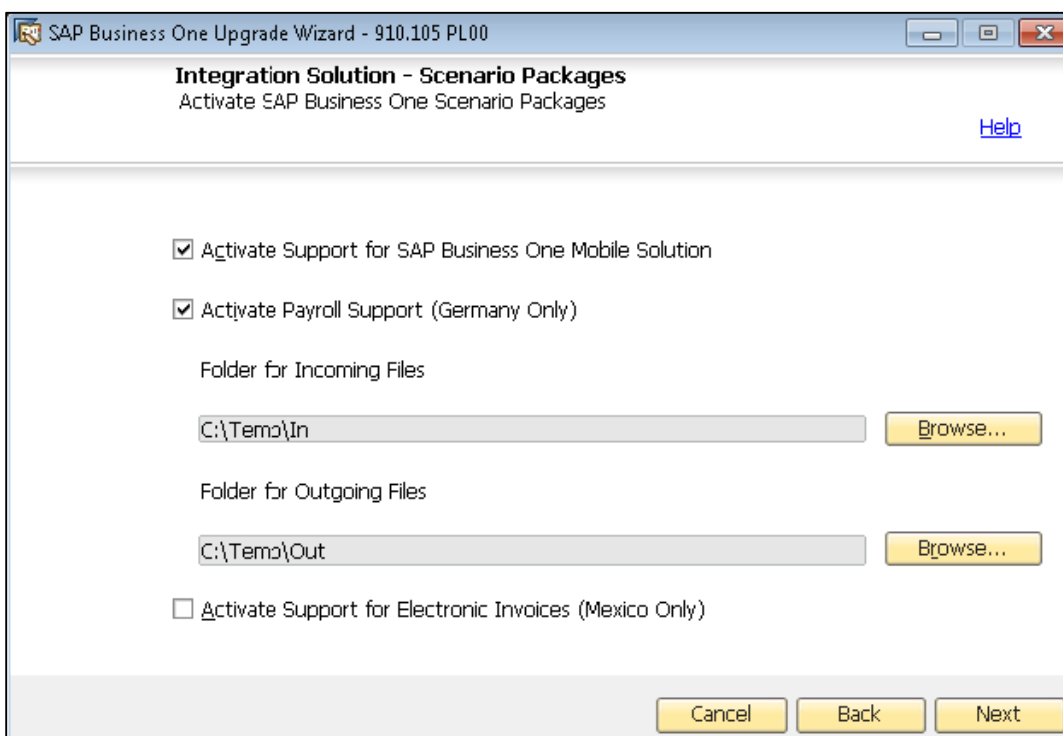 SAP Business One Upgrade Wizard - 910.105 PL00
Integration Solution - Scenario Packages
Activate SAP Business One Scenario Packages
Help
Activate Support for SAP Business One Mobile Solution
Activate Payroll Support (Germany Only)
Folder for Incoming Files
C:\Temp\In
Browse...
Folder for Outgoing Files
C:\Temp\Out
Browse...
Activate Support for Electronic Invoices (Mexico Only)
Cancel
Back
Next